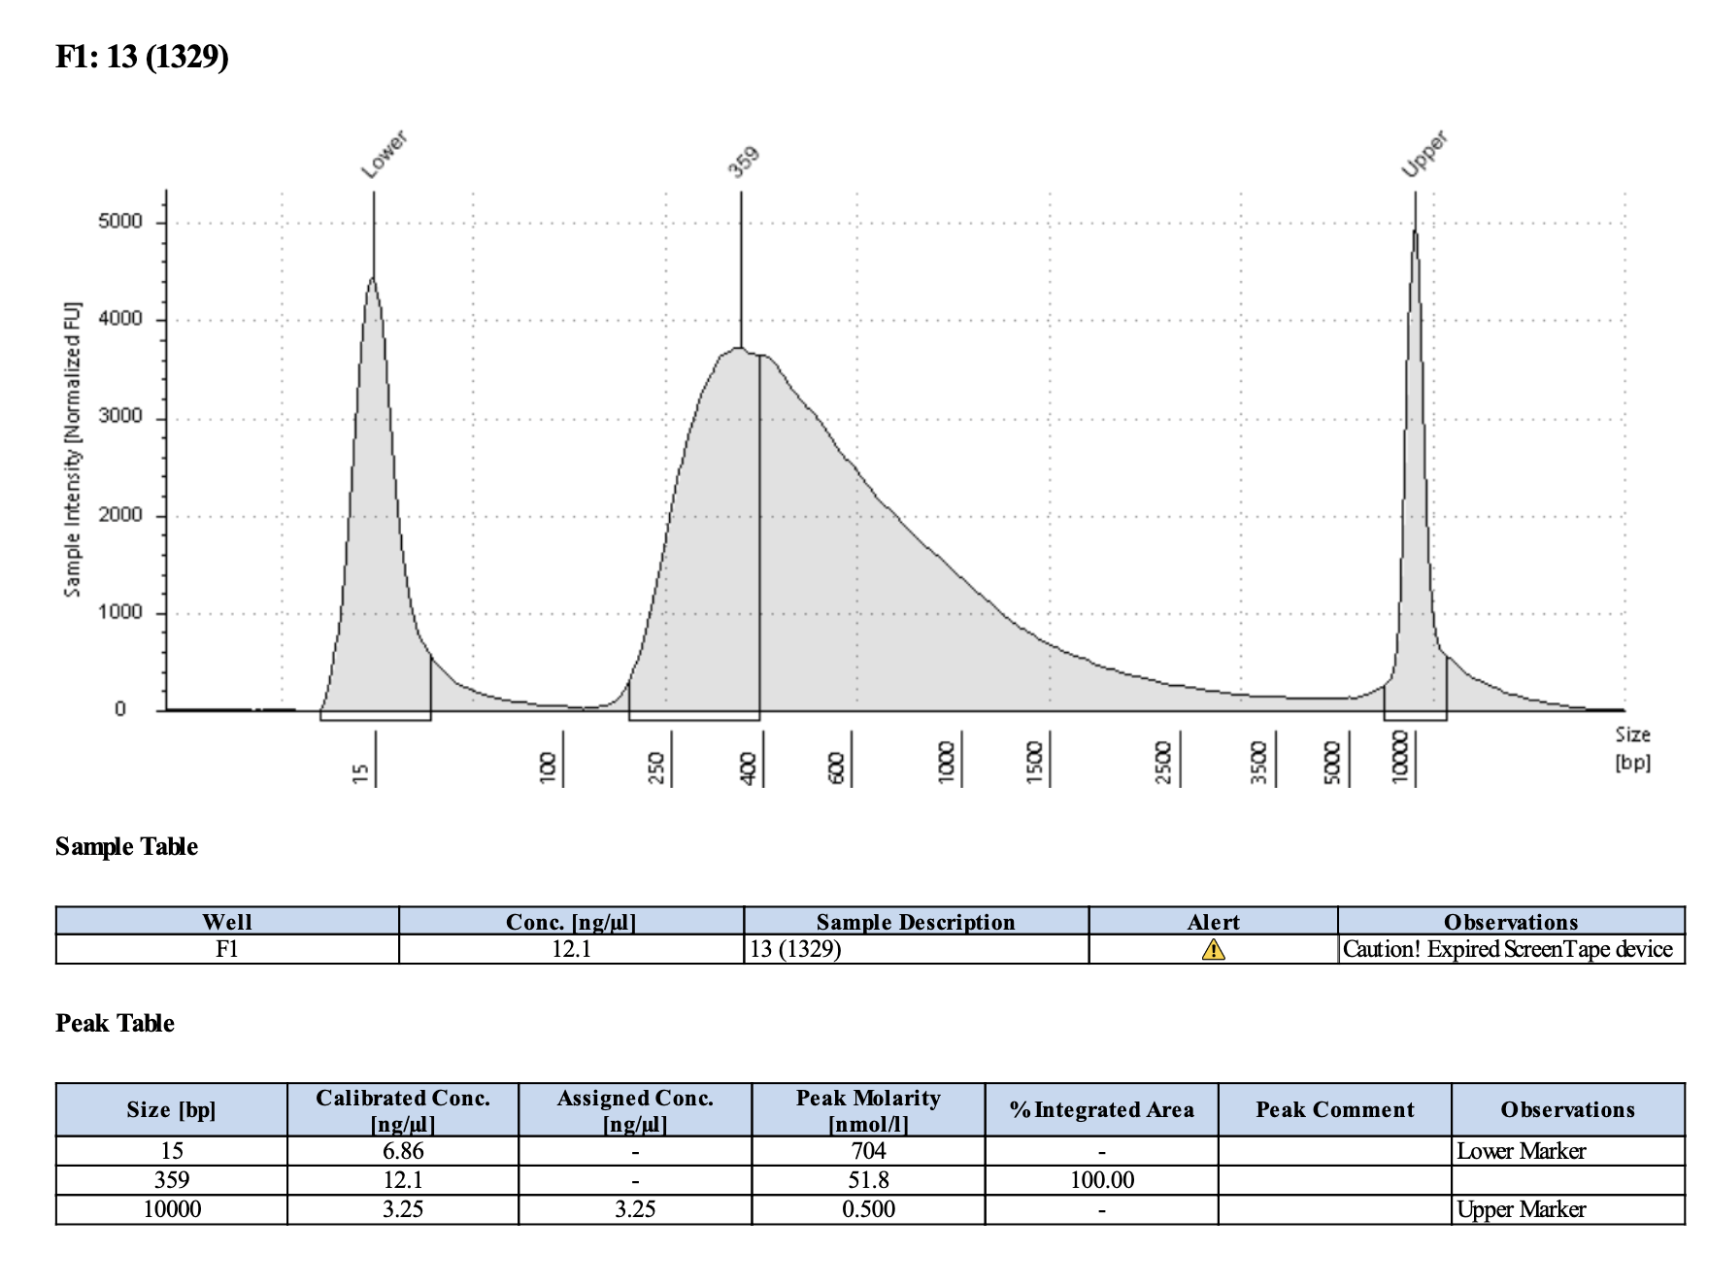 F1: 13 (1329)
Lower
359
Upper
Sample Intensity [Normalized FU]
5000
4000
3000
2000
1000
0
15
100
250
400
600
1000
1500
2500
3500
5000
10000
Size
[bp]
Sample Table
Well Conc. [ng/µl] Sample Description Alert Observations
F1 12.1 13 (1329) Caution! Expired ScreenTape device
Peak Table
Size [bp] Calibrated Conc. [ng/µl] Assigned Conc. [ng/µl] Peak Molarity [nmol/l] % Integrated Area Peak Comment Observations
15 6.86 - 704 - Lower Marker
359 12.1 - 51.8 100.00
10000 3.25 3.25 0.500 - Upper Marker